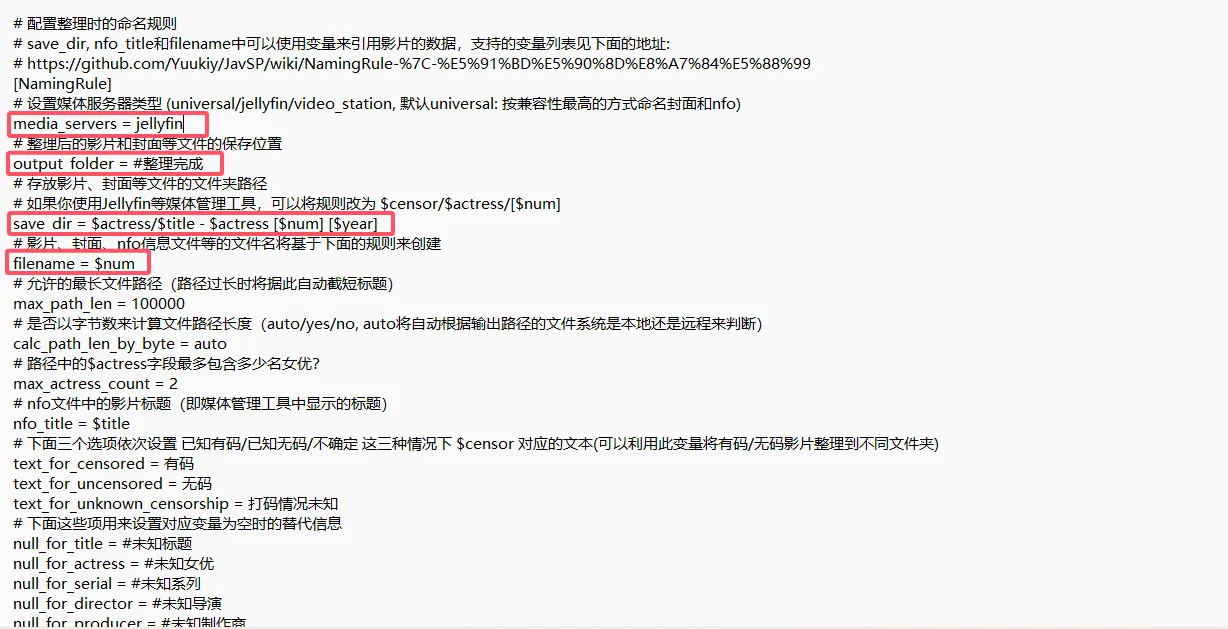 # 配置整理时的命名规则
# save_dir, nfo_title和filename中可以使用变量来引用影片的数据，支持的变量列表见下面的地址:
# https://github.com/Yuukiy/JavSP/wiki/NamingRule-%7C-%E5%91%BD%E5%90%8D%E8%A7%84%E5%88%99
[NamingRule]
# 设置媒体服务器类型 (universal/jellyfin/video_station, 默认universal: 按兼容性最高的方式命名封面和nfo)
media_servers = jellyfin
# 整理后的影片和封面等文件的保存位置
output_folder = #整理完成
# 存放影片、封面等文件的文件夹路径
# 如果你使用Jellyfin等媒体管理工具，可以将规则改为 $censor/$actress/[$num]
save_dir = $actress/$title - $actress [$num] [$year]
# 影片、封面、nfo信息文件等的文件名将基于下面的规则来创建
filename = $num
# 允许的最长文件路径（路径过长时将据此自动截短标题）
max_path_len = 100000
# 是否以字节数来计算文件路径长度（auto/yes/no, auto将自动根据输出路径的文件系统是本地还是远程来判断）
calc_path_len_by_byte = auto
# 路径中的$actress字段最多包含多少名女优？
max_actress_count = 2
# nfo文件中的影片标题（即媒体管理工具中显示的标题）
nfo_title = $title
# 下面三个选项依次设置 已知有码/已知无码/不确定 这三种情况下 $censor 对应的文本(可以利用此变量将有码/无码影片整理到不同文件夹)
text_for_censored = 有码
text_for_uncensored = 无码
text_for_unknown_censorship = 打码情况未知
# 下面这些项用来设置对应变量为空时的替代信息
null_for_title = #未知标题
null_for_actress = #未知女优
null_for_serial = #未知系列
null_for_director = #未知导演
null_for_producer = #未知制作商